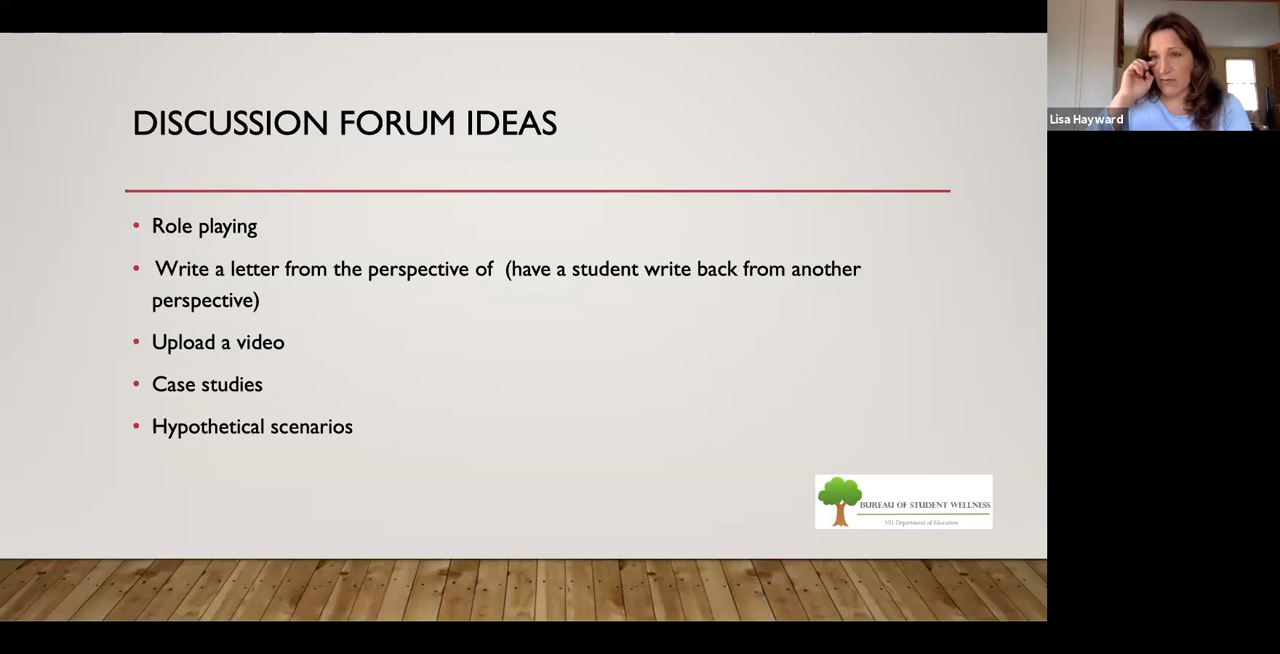 DISCUSSION FORUM IDEAS
• Role playing
• Write a letter from the perspective of (have a student write back from another
perspective)
• Upload a video
• Case studies
• Hypothetical scenarios
BUREAU OF STUDENT WELLNESS
NH Department of Education
Lisa Hayward